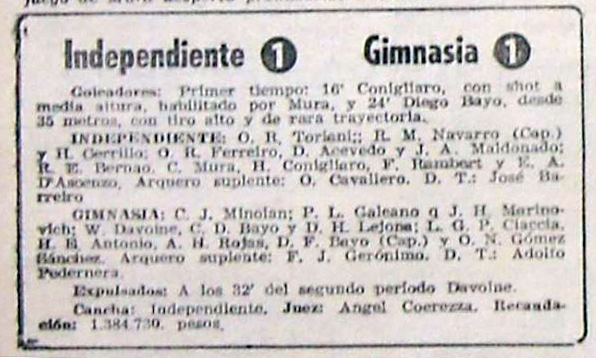 Independiente 1 Gimnasia 1
Goleadores: Primer tiempo: 16' Conigliaro, con shot a
media altura, habilitado por Mura, y 24' Diego Bayo, desde
35 metros, con tiro alto y de rara trayectoria.
INDEPENDIENTE: O. R. Toriani; R. M. Navarro (Cap.)
y H. Cerrillo; O. R. Ferreiro, D. Acevedo y J. A. Maldonado;
R. E. Bernao, C. Mura, H. Conigliaro, F. Rambert y E. A.
D'Ascenzo, Arquero suplente: O. Cavallero. D. T.: José Ba-
rreiro
GIMNASIA: C. J. Minoian; P. L. Galeano q J. H. Marino-
vich; W. Davoine, C. D. Bayo y D. H. Lejona; L. G. P. Ciaccia,
H. B. Antonio, A. H. Rojas, D. F. Bayo (Cap.) y O. N. Gómez
Sánchez. Arquero suplente: F. J. Gerónimo. D. T.: Adolfo
Pedernera.
Expulsados: A los 32' del segundo período Davoine.
Cancha: Independiente. Juez: Angel Coerezza. Recauda-
ción: 1.384.730, pesos.